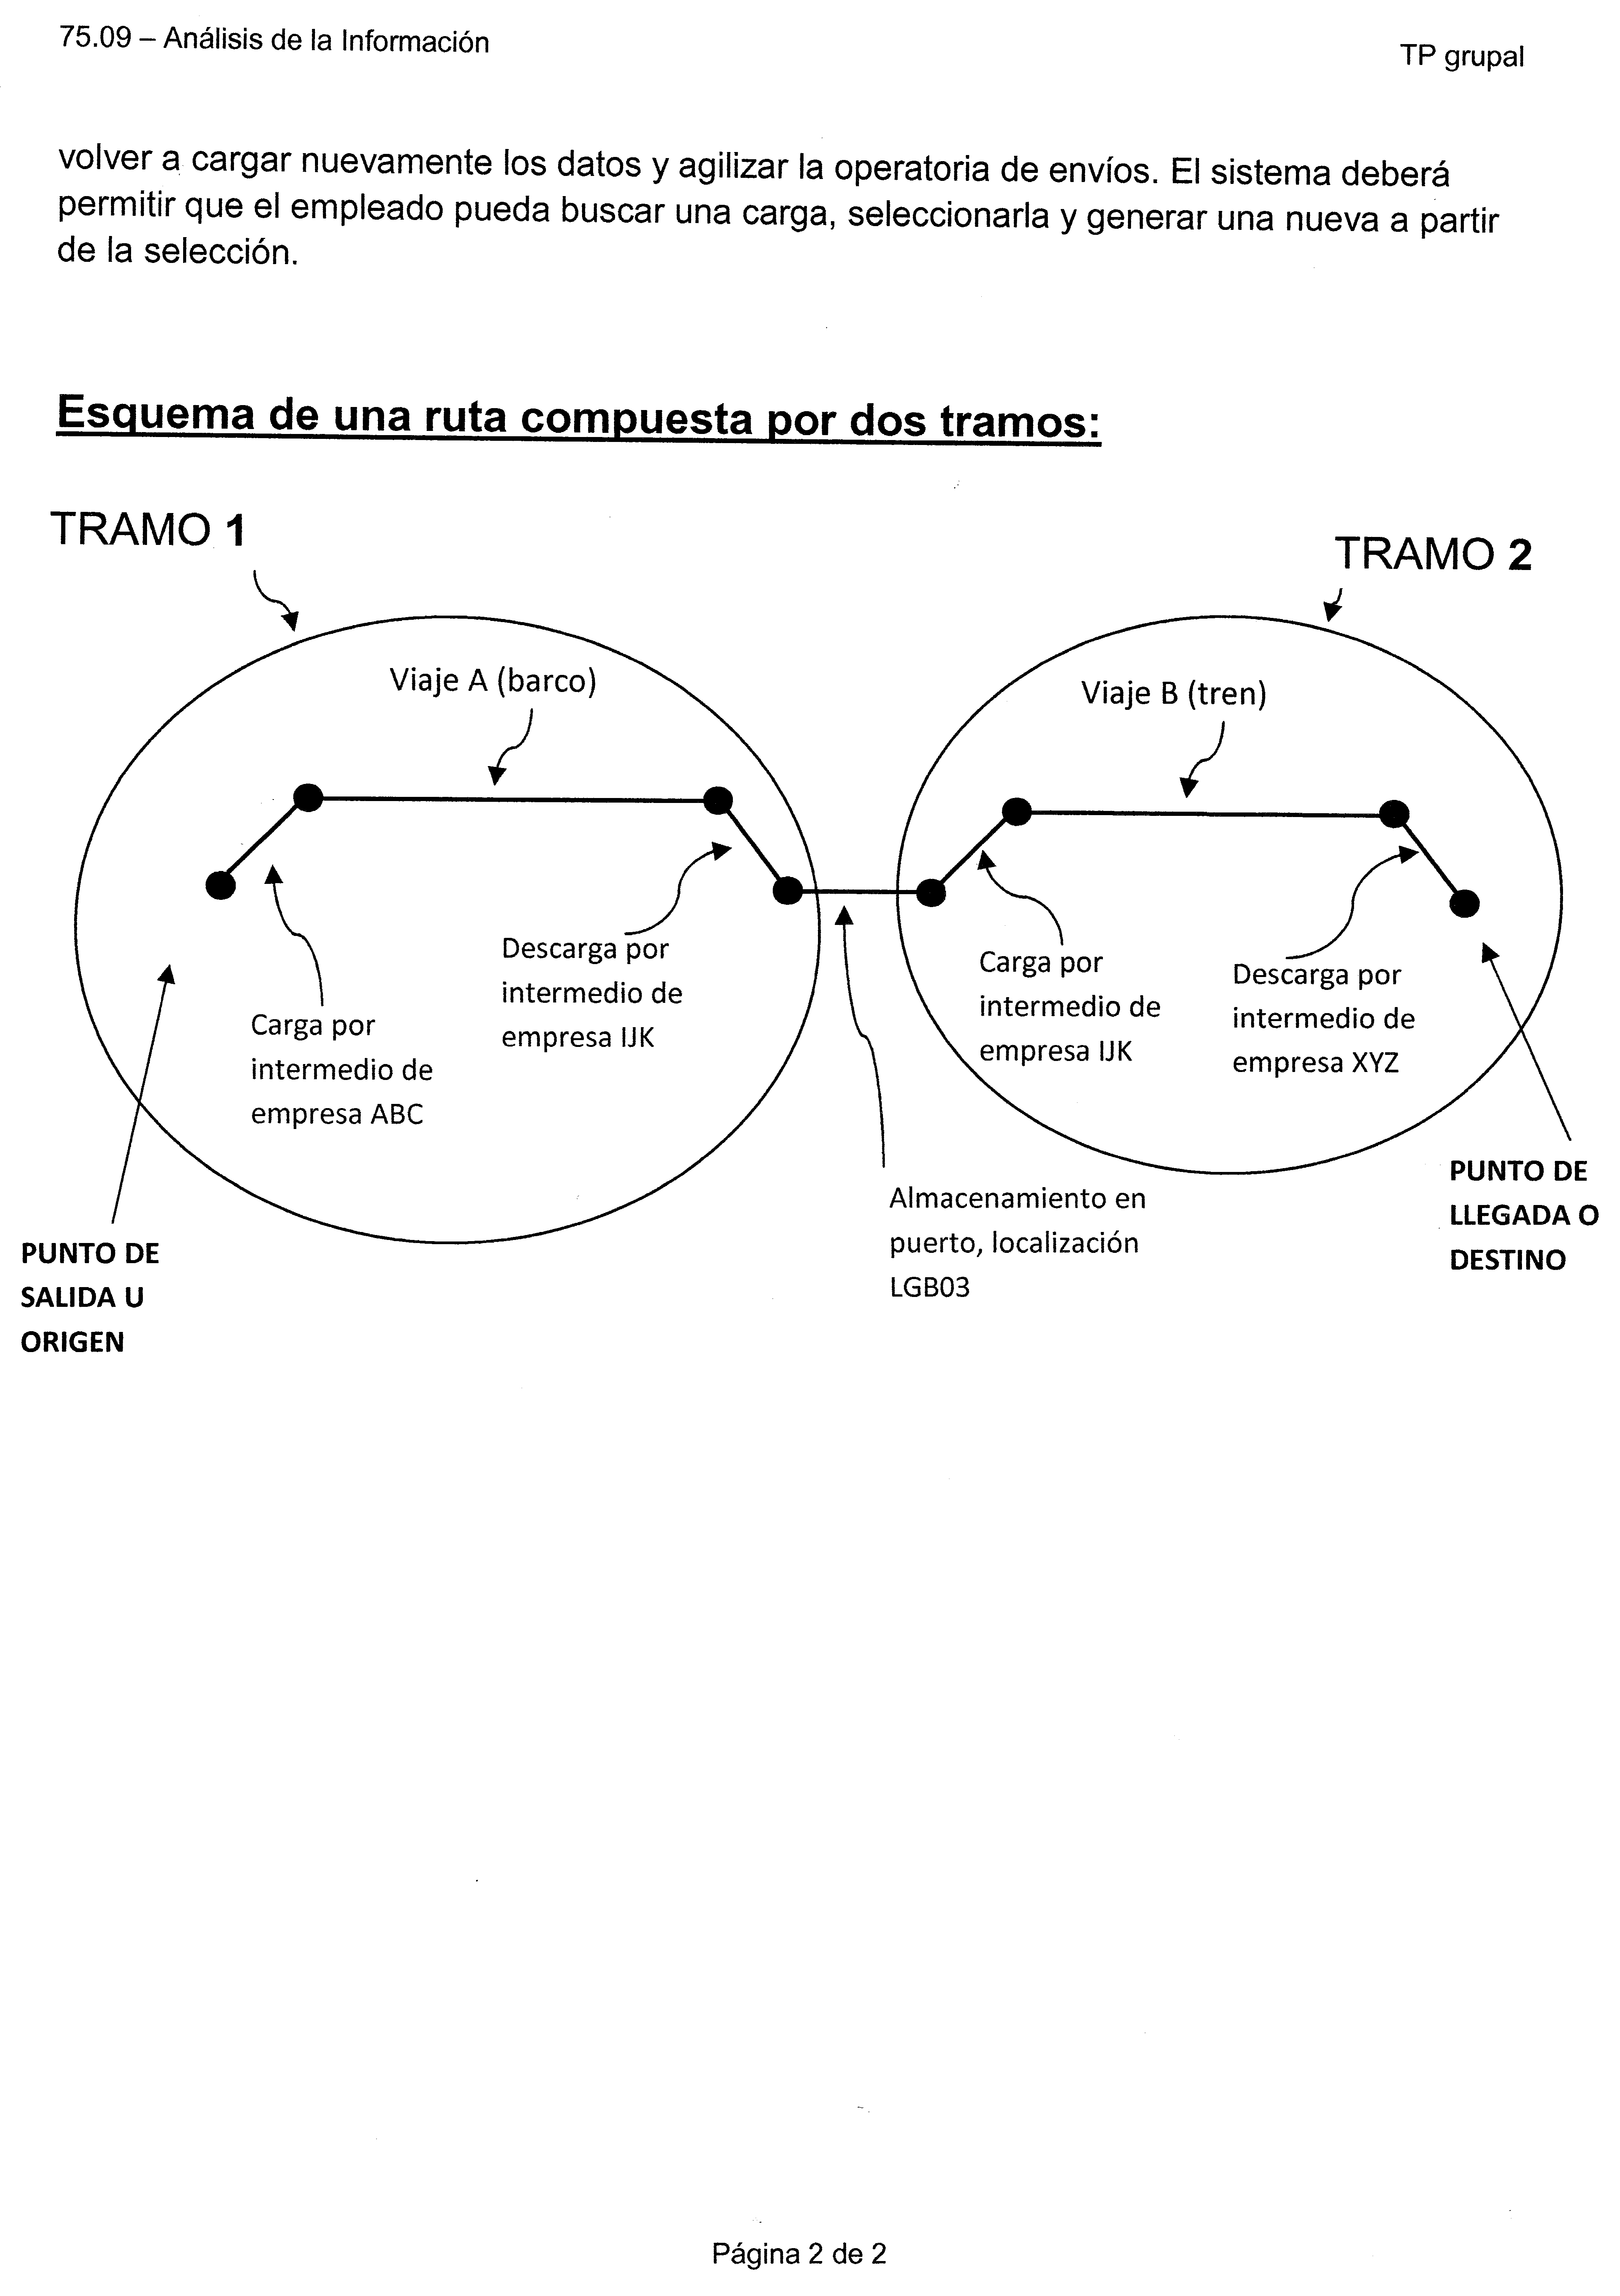 75.09 – Análisis de la Información
TP grupal
volver a cargar nuevamente los datos y agilizar la operatoria de envíos. El sistema deberá
permitir que el empleado pueda buscar una carga, seleccionarla y generar una nueva a partir
de la selección.
Esquema de una ruta compuesta por dos tramos:
TRAMO 1
TRAMO 2
Viaje A (barco)
Viaje B (tren)
Descarga por
intermedio de
empresa IJK
Carga por
intermedio de
empresa ABC
Carga por
intermedio de
empresa IJK
Descarga por
intermedio de
empresa XYZ
Almacenamiento en
puerto, localización
LGB03
PUNTO DE
SALIDA U
ORIGEN
PUNTO DE
LLEGADA O
DESTINO
Página 2 de 2